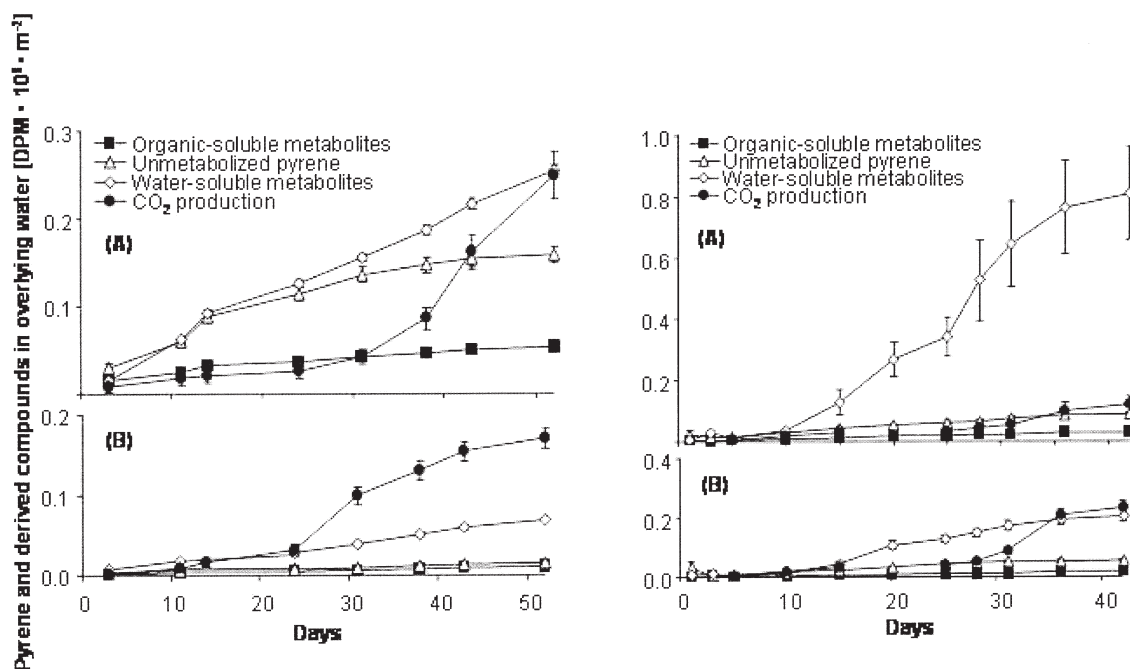 Pyrene and derived compounds in overlying water [DPM · 10⁸ · m⁻²]
0.3
0.2
0.1
Organic-soluble metabolites
Unmetabolized pyrene
Water-soluble metabolites
CO₂ production
(A)
0.2
0.1
0.0
(B)
0 10 20 30 40 50
Days
1.0
0.8
0.6
0.4
0.2
Organic-soluble metabolites
Unmetabolized pyrene
Water-soluble metabolites
CO₂ production
(A)
0.4
0.2
0.0
(B)
0 10 20 30 40
Days